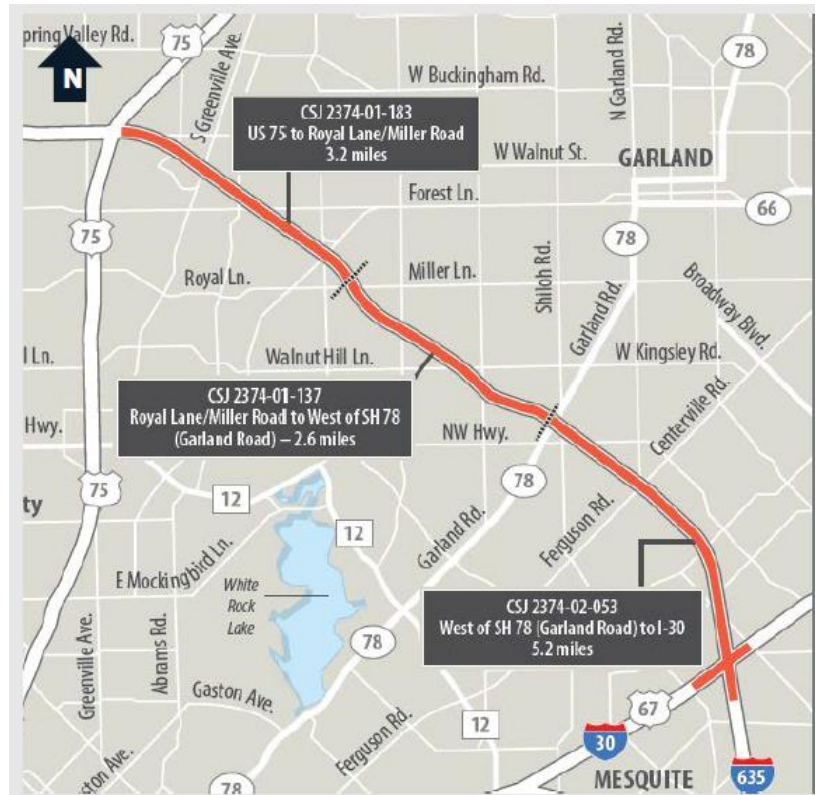 pring Valley Rd.
75
S Greenville Ave.
N Garland Rd.
78
N
W Buckingham Rd.
CSJ 2374-01-183
US 75 to Royal Lane/Miller Road
3.2 miles
W Walnut St.
GARLAND
Forest Ln.
66
75
78
Royal Ln.
Miller Ln.
Shiloh Rd.
Garland Rd.
Broadway Blvd.
l Ln.
Walnut Hill Ln.
W Kingsley Rd.
CSJ 2374-01-137
Royal Lane/Miller Road to West of SH 78
(Garland Road) – 2.6 miles
Hwy.
NW Hwy.
Centerville Rd.
75
78
ty
12
12
Garland Rd.
Ferguson Rd.
E Mockingbird Ln.
White
Rock
Lake
CSJ 2374-02-053
West of SH 78 (Garland Road) to I-30
5.2 miles
Greenville Ave.
Abrams Rd.
78
Gaston Ave.
Ferguson Rd.
12
67
30
ston Ave.
78
MESQUITE
635